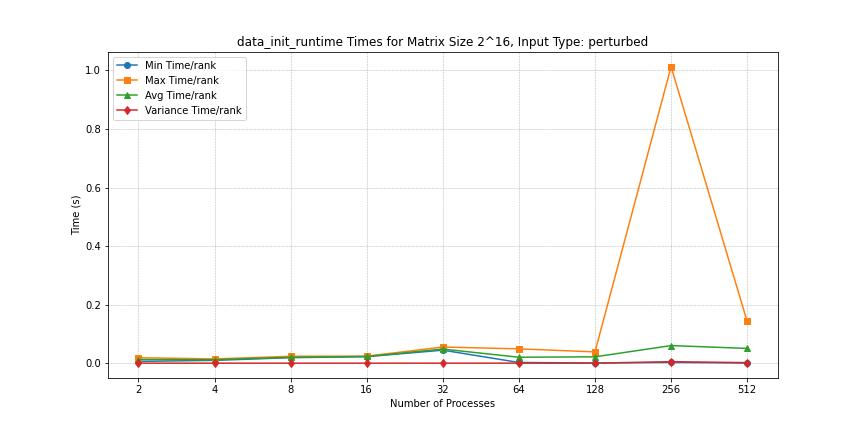 data_init_runtime Times for Matrix Size 2^16, Input Type: perturbed
Min Time/rank
Max Time/rank
Avg Time/rank
Variance Time/rank
Time (s)
1.0
0.8
0.6
0.4
0.2
0.0
2 4 8 16 32 64 128 256 512
Number of Processes